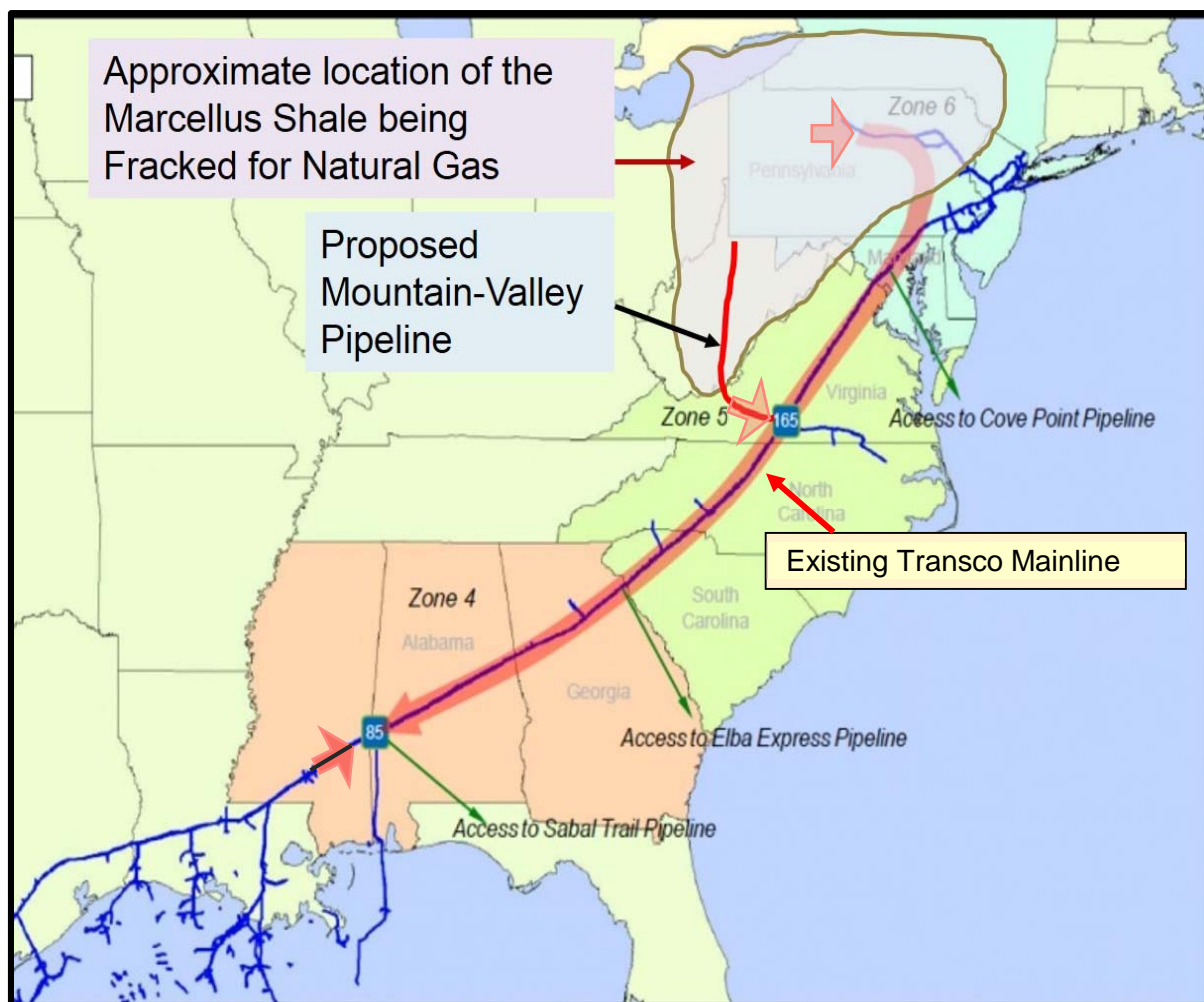 Approximate location of the
Marcellus Shale being
Fracked for Natural Gas
Zone 6
Pennsylvania
Proposed
Mountain-Valley
Pipeline
Maryland
Virginia
Zone 5
165
Access to Cove Point Pipeline
North
Carolina
Existing Transco Mainline
Zone 4
South
Carolina
Alabama
Georgia
85
Access to Elba Express Pipeline
Access to Sabal Trail Pipeline